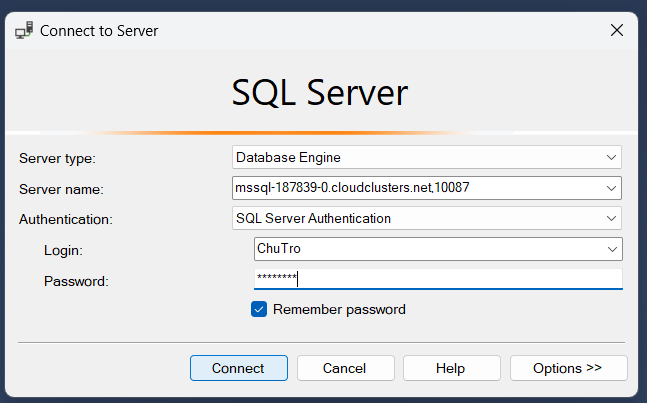 Connect to Server
SQL Server
Server type: Database Engine
Server name: mssql-187839-0.cloudclusters.net,10087
Authentication: SQL Server Authentication
Login: ChuTro
Password: ********
Remember password
Connect Cancel Help Options >>